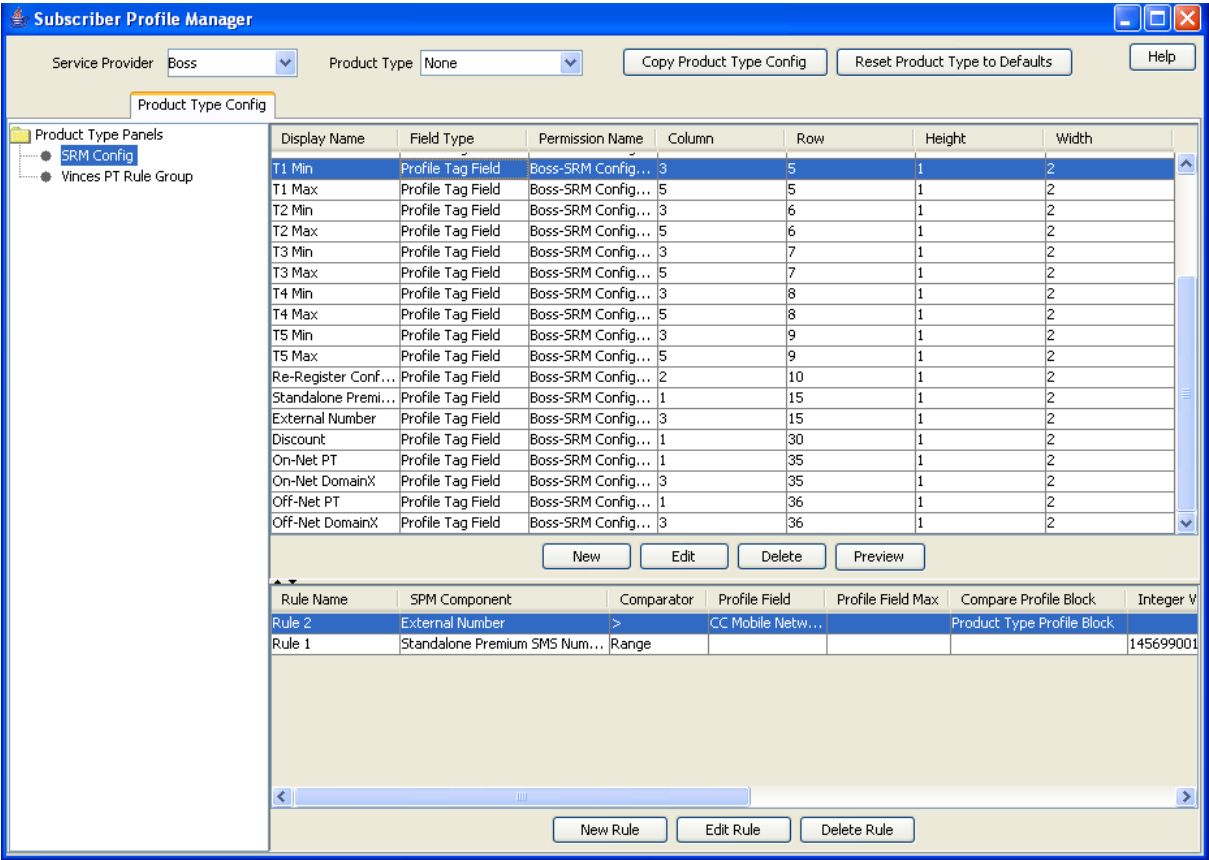 Subscriber Profile Manager
Service Provider Boss Product Type None Copy Product Type Config Reset Product Type to Defaults Help
Product Type Config
Product Type Panels
SRM Config
Vinces PT Rule Group
Display Name Field Type Permission Name Column Row Height Width
T1 Min Profile Tag Field Boss-SRM Config... 3 5 1 2
T1 Max Profile Tag Field Boss-SRM Config... 5 5 1 2
T2 Min Profile Tag Field Boss-SRM Config... 3 6 1 2
T2 Max Profile Tag Field Boss-SRM Config... 5 6 1 2
T3 Min Profile Tag Field Boss-SRM Config... 3 7 1 2
T3 Max Profile Tag Field Boss-SRM Config... 5 7 1 2
T4 Min Profile Tag Field Boss-SRM Config... 3 8 1 2
T4 Max Profile Tag Field Boss-SRM Config... 5 8 1 2
T5 Min Profile Tag Field Boss-SRM Config... 3 9 1 2
T5 Max Profile Tag Field Boss-SRM Config... 5 9 1 2
Re-Register Conf... Profile Tag Field Boss-SRM Config... 2 10 1 2
Standalone Premi... Profile Tag Field Boss-SRM Config... 1 15 1 2
External Number Profile Tag Field Boss-SRM Config... 3 15 1 2
Discount Profile Tag Field Boss-SRM Config... 1 30 1 2
On-Net PT Profile Tag Field Boss-SRM Config... 1 35 1 2
On-Net DomainX Profile Tag Field Boss-SRM Config... 3 35 1 2
Off-Net PT Profile Tag Field Boss-SRM Config... 1 36 1 2
Off-Net DomainX Profile Tag Field Boss-SRM Config... 3 36 1 2
New Edit Delete Preview
Rule Name SPM Component Comparator Profile Field Profile Field Max Compare Profile Block Integer V
Rule 2 External Number > CC Mobile Netw... Product Type Profile Block
Rule 1 Standalone Premium SMS Num... Range 145699001
New Rule Edit Rule Delete Rule